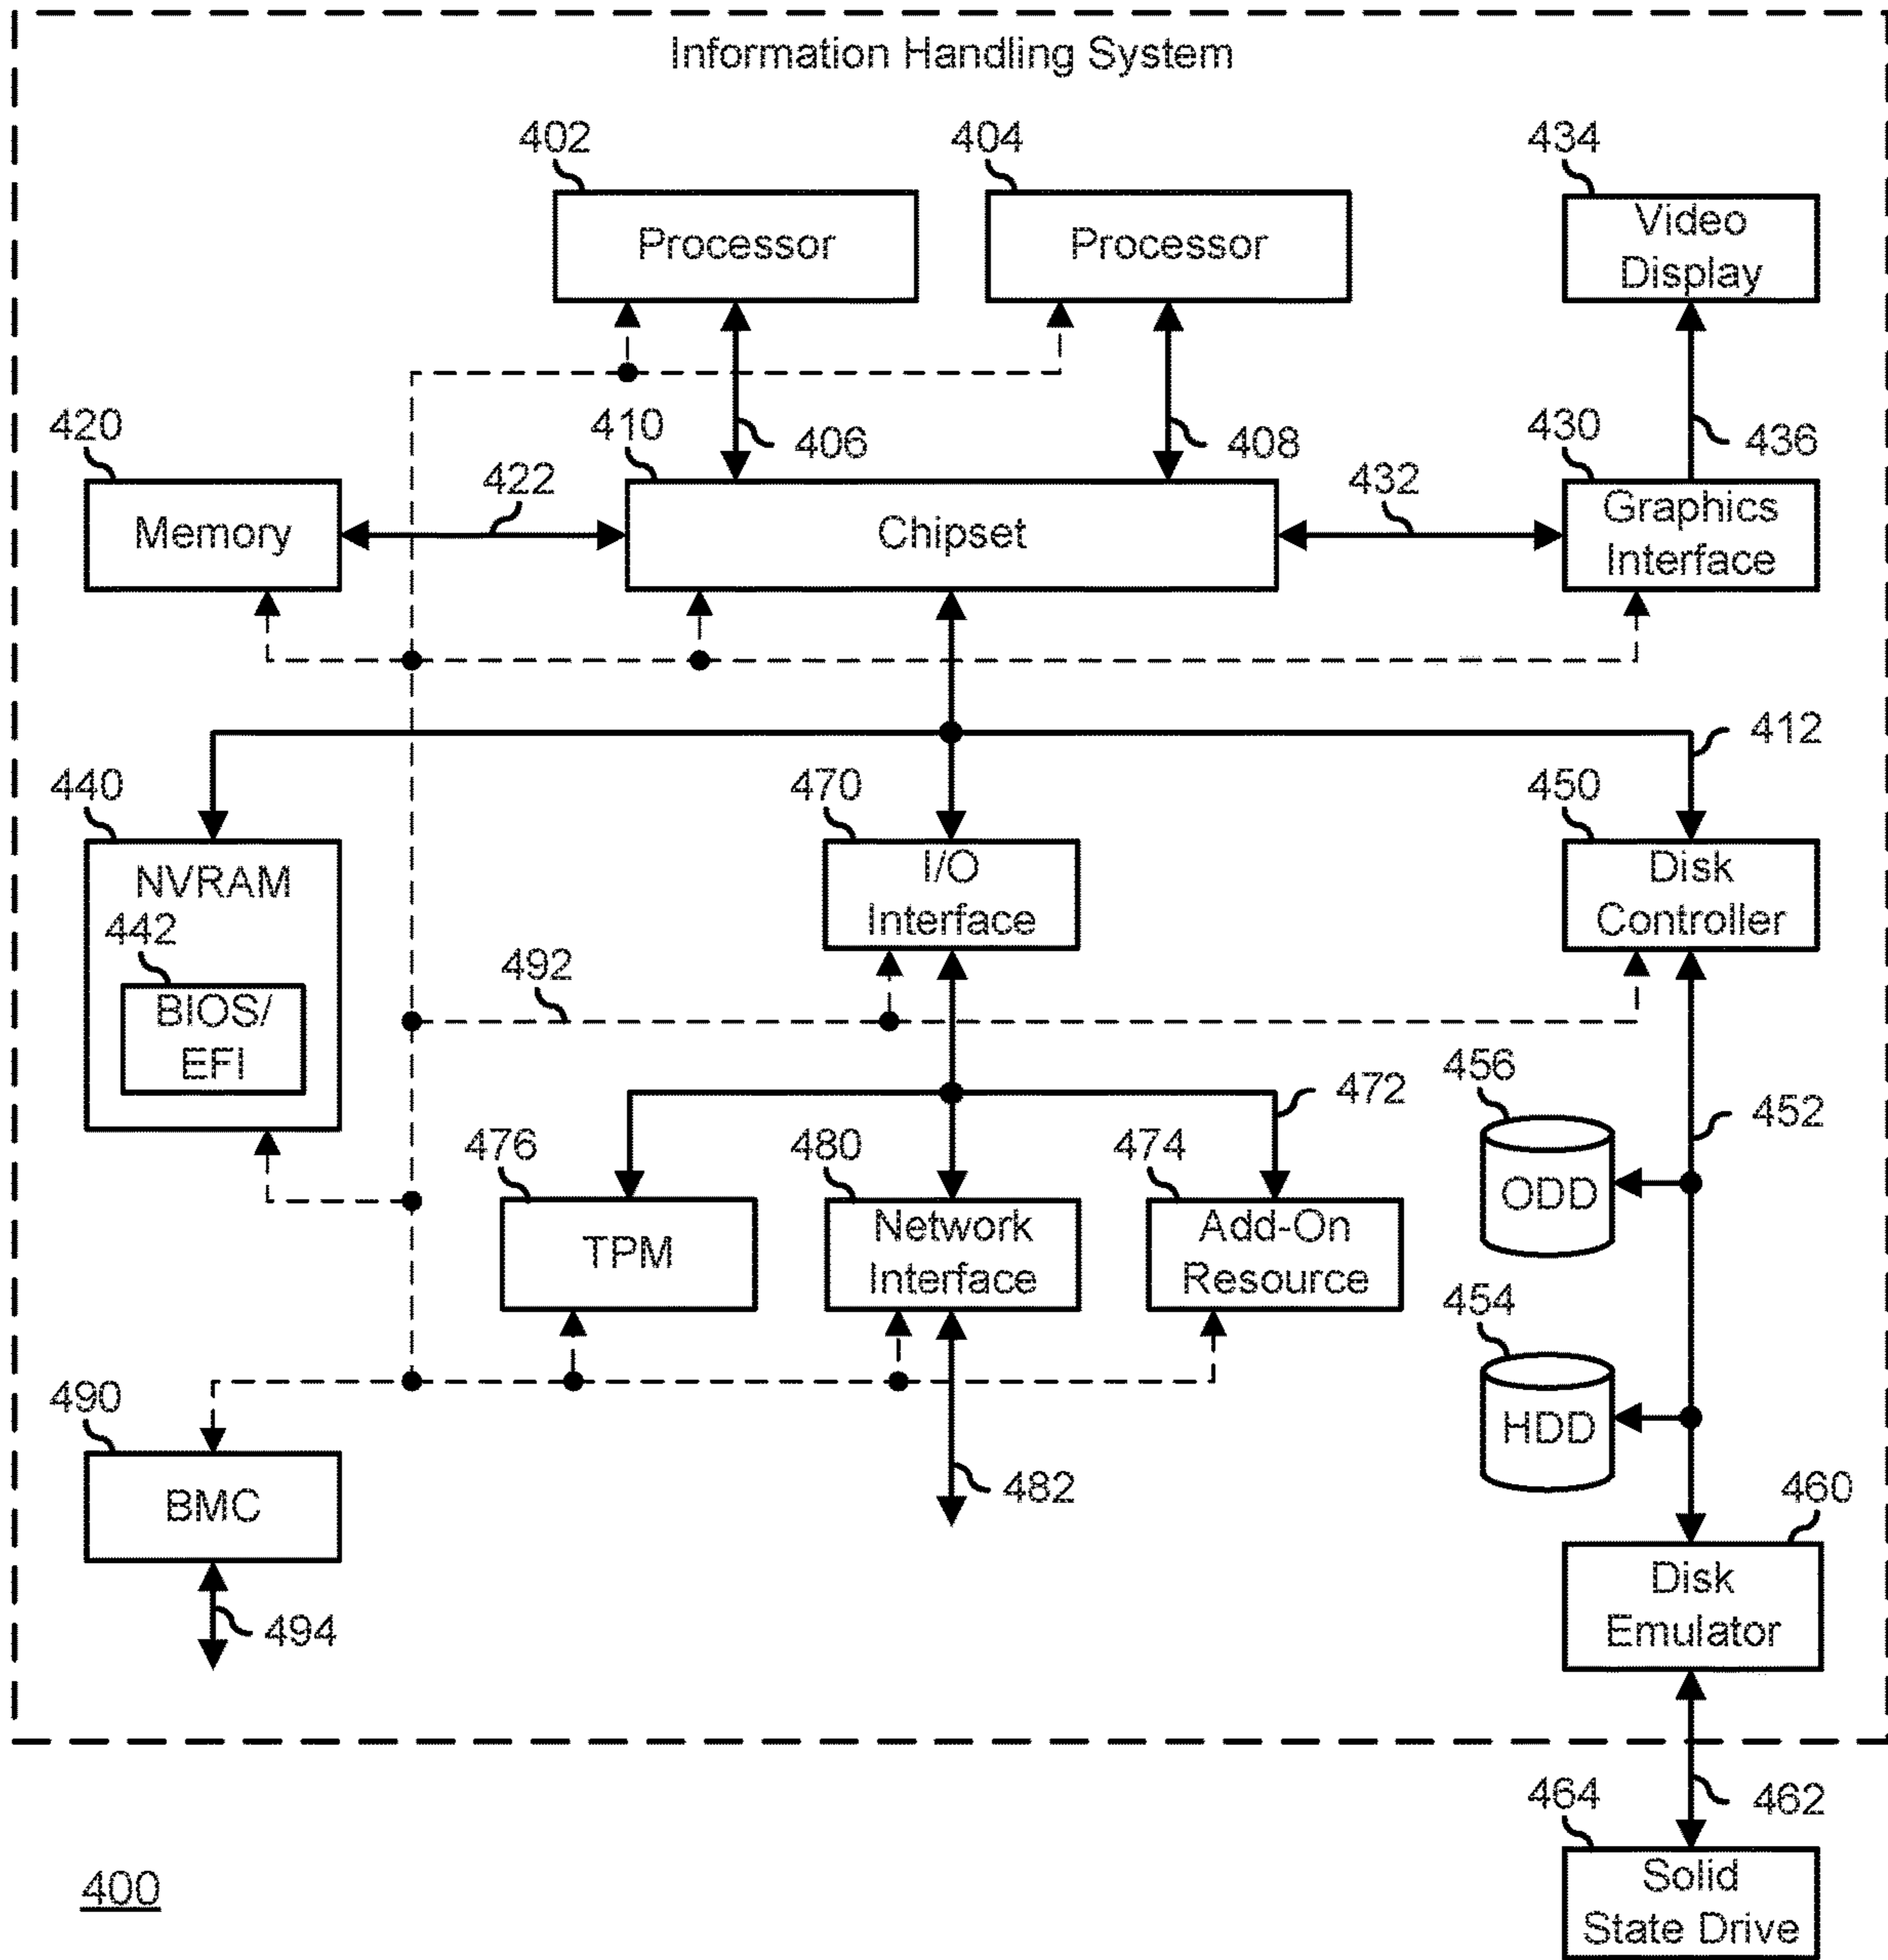 Information Handling System
402
404
434
Processor
Processor
Video
Display
420
410
406
408
430
436
422
432
Memory
Chipset
Graphics
Interface
412
440
470
450
NVRAM
I/O
Interface
Disk
Controller
442
BIOS/
EFI
492
456
472
452
476
480
474
ODD
TPM
Network
Interface
Add-On
Resource
454
490
HDD
BMC
482
460
494
Disk
Emulator
464
462
400
Solid
State Drive